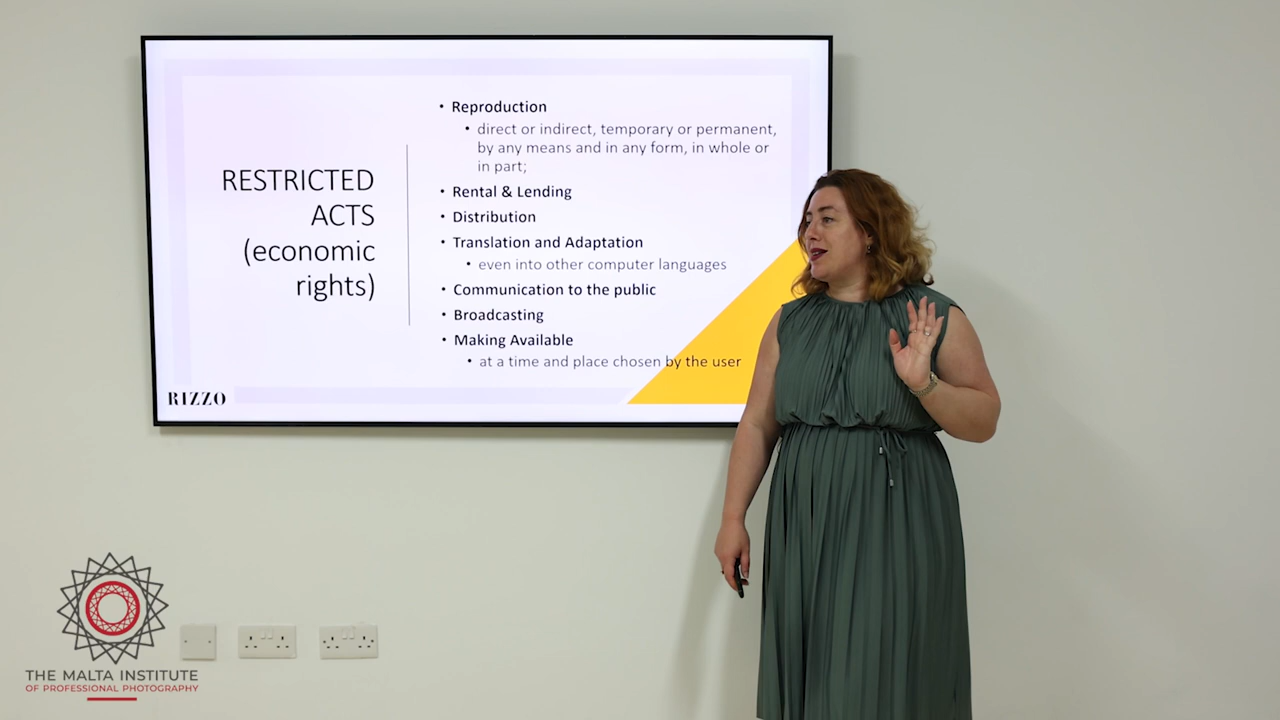 RESTRICTED
ACTS
(economic
rights)
• Reproduction
• direct or indirect, temporary or permanent,
by any means and in any form, in whole or
in part;
• Rental & Lending
• Distribution
• Translation and Adaptation
• even into other computer languages
• Communication to the public
• Broadcasting
• Making Available
• at a time and place chosen by the user
RIZZO
THE MALTA INSTITUTE
OF PROFESSIONAL PHOTOGRAPHY